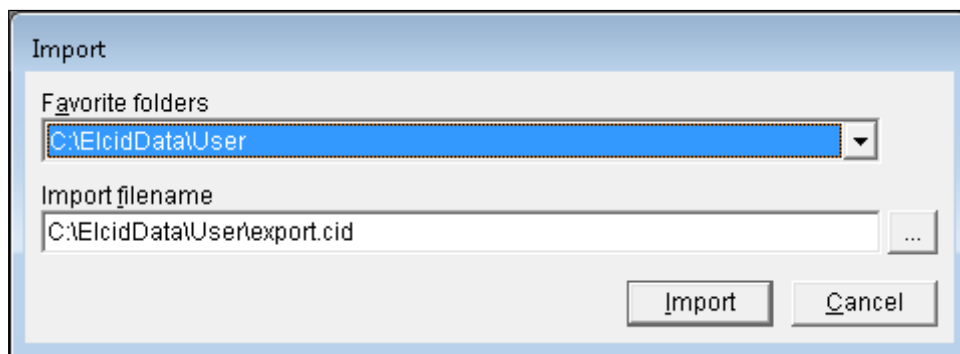 Import
Favorite folders
C:\ElcidData\User
Import filename
C:\ElcidData\User\export.cid
...
Import Cancel